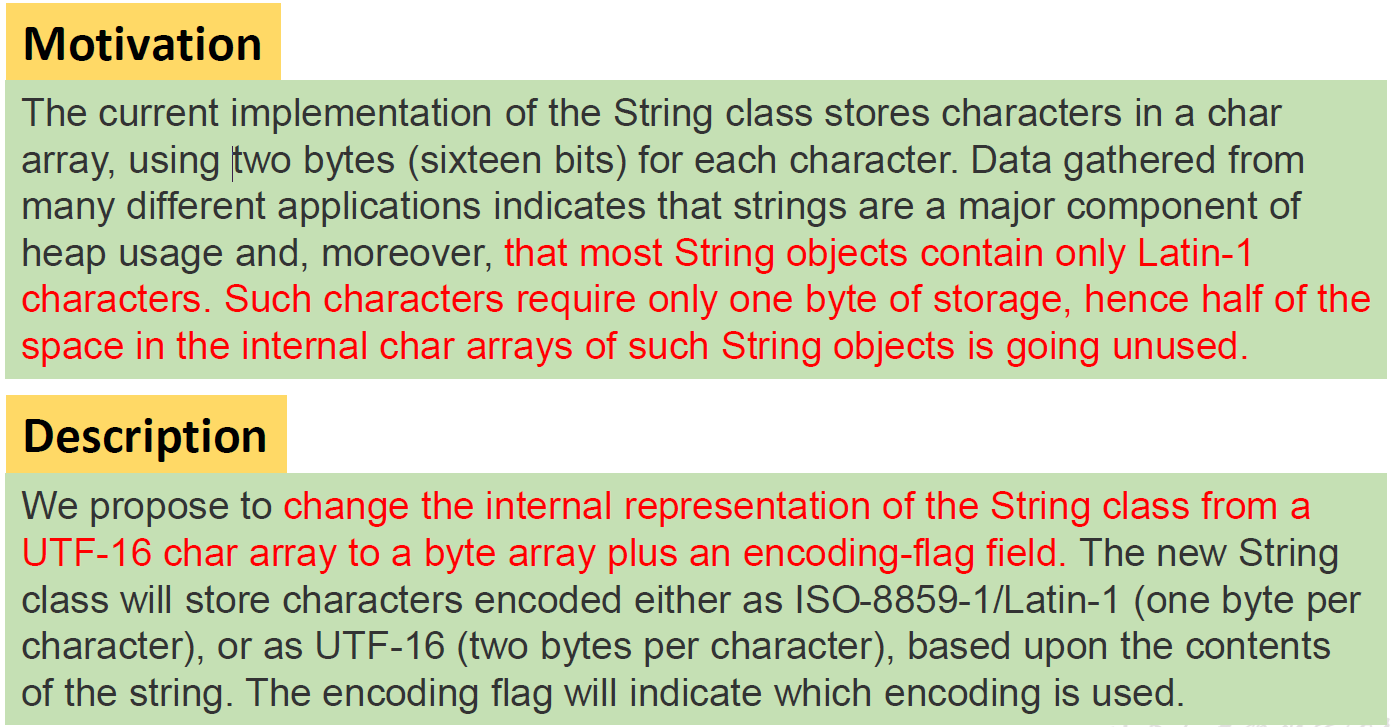 Motivation
The current implementation of the String class stores characters in a char
array, using two bytes (sixteen bits) for each character. Data gathered from
many different applications indicates that strings are a major component of
heap usage and, moreover, that most String objects contain only Latin-1
characters. Such characters require only one byte of storage, hence half of the
space in the internal char arrays of such String objects is going unused.
Description
We propose to change the internal representation of the String class from a
UTF-16 char array to a byte array plus an encoding-flag field. The new String
class will store characters encoded either as ISO-8859-1/Latin-1 (one byte per
character), or as UTF-16 (two bytes per character), based upon the contents
of the string. The encoding flag will indicate which encoding is used.